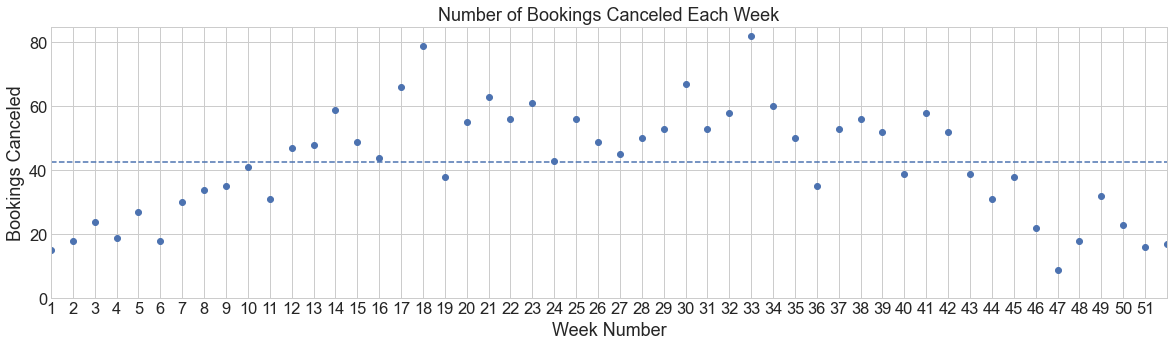 Number of Bookings Canceled Each Week
80
60
40
20
0
Bookings Canceled
1 2 3 4 5 6 7 8 9 10 11 12 13 14 15 16 17 18 19 20 21 22 23 24 25 26 27 28 29 30 31 32 33 34 35 36 37 38 39 40 41 42 43 44 45 46 47 48 49 50 51
Week Number